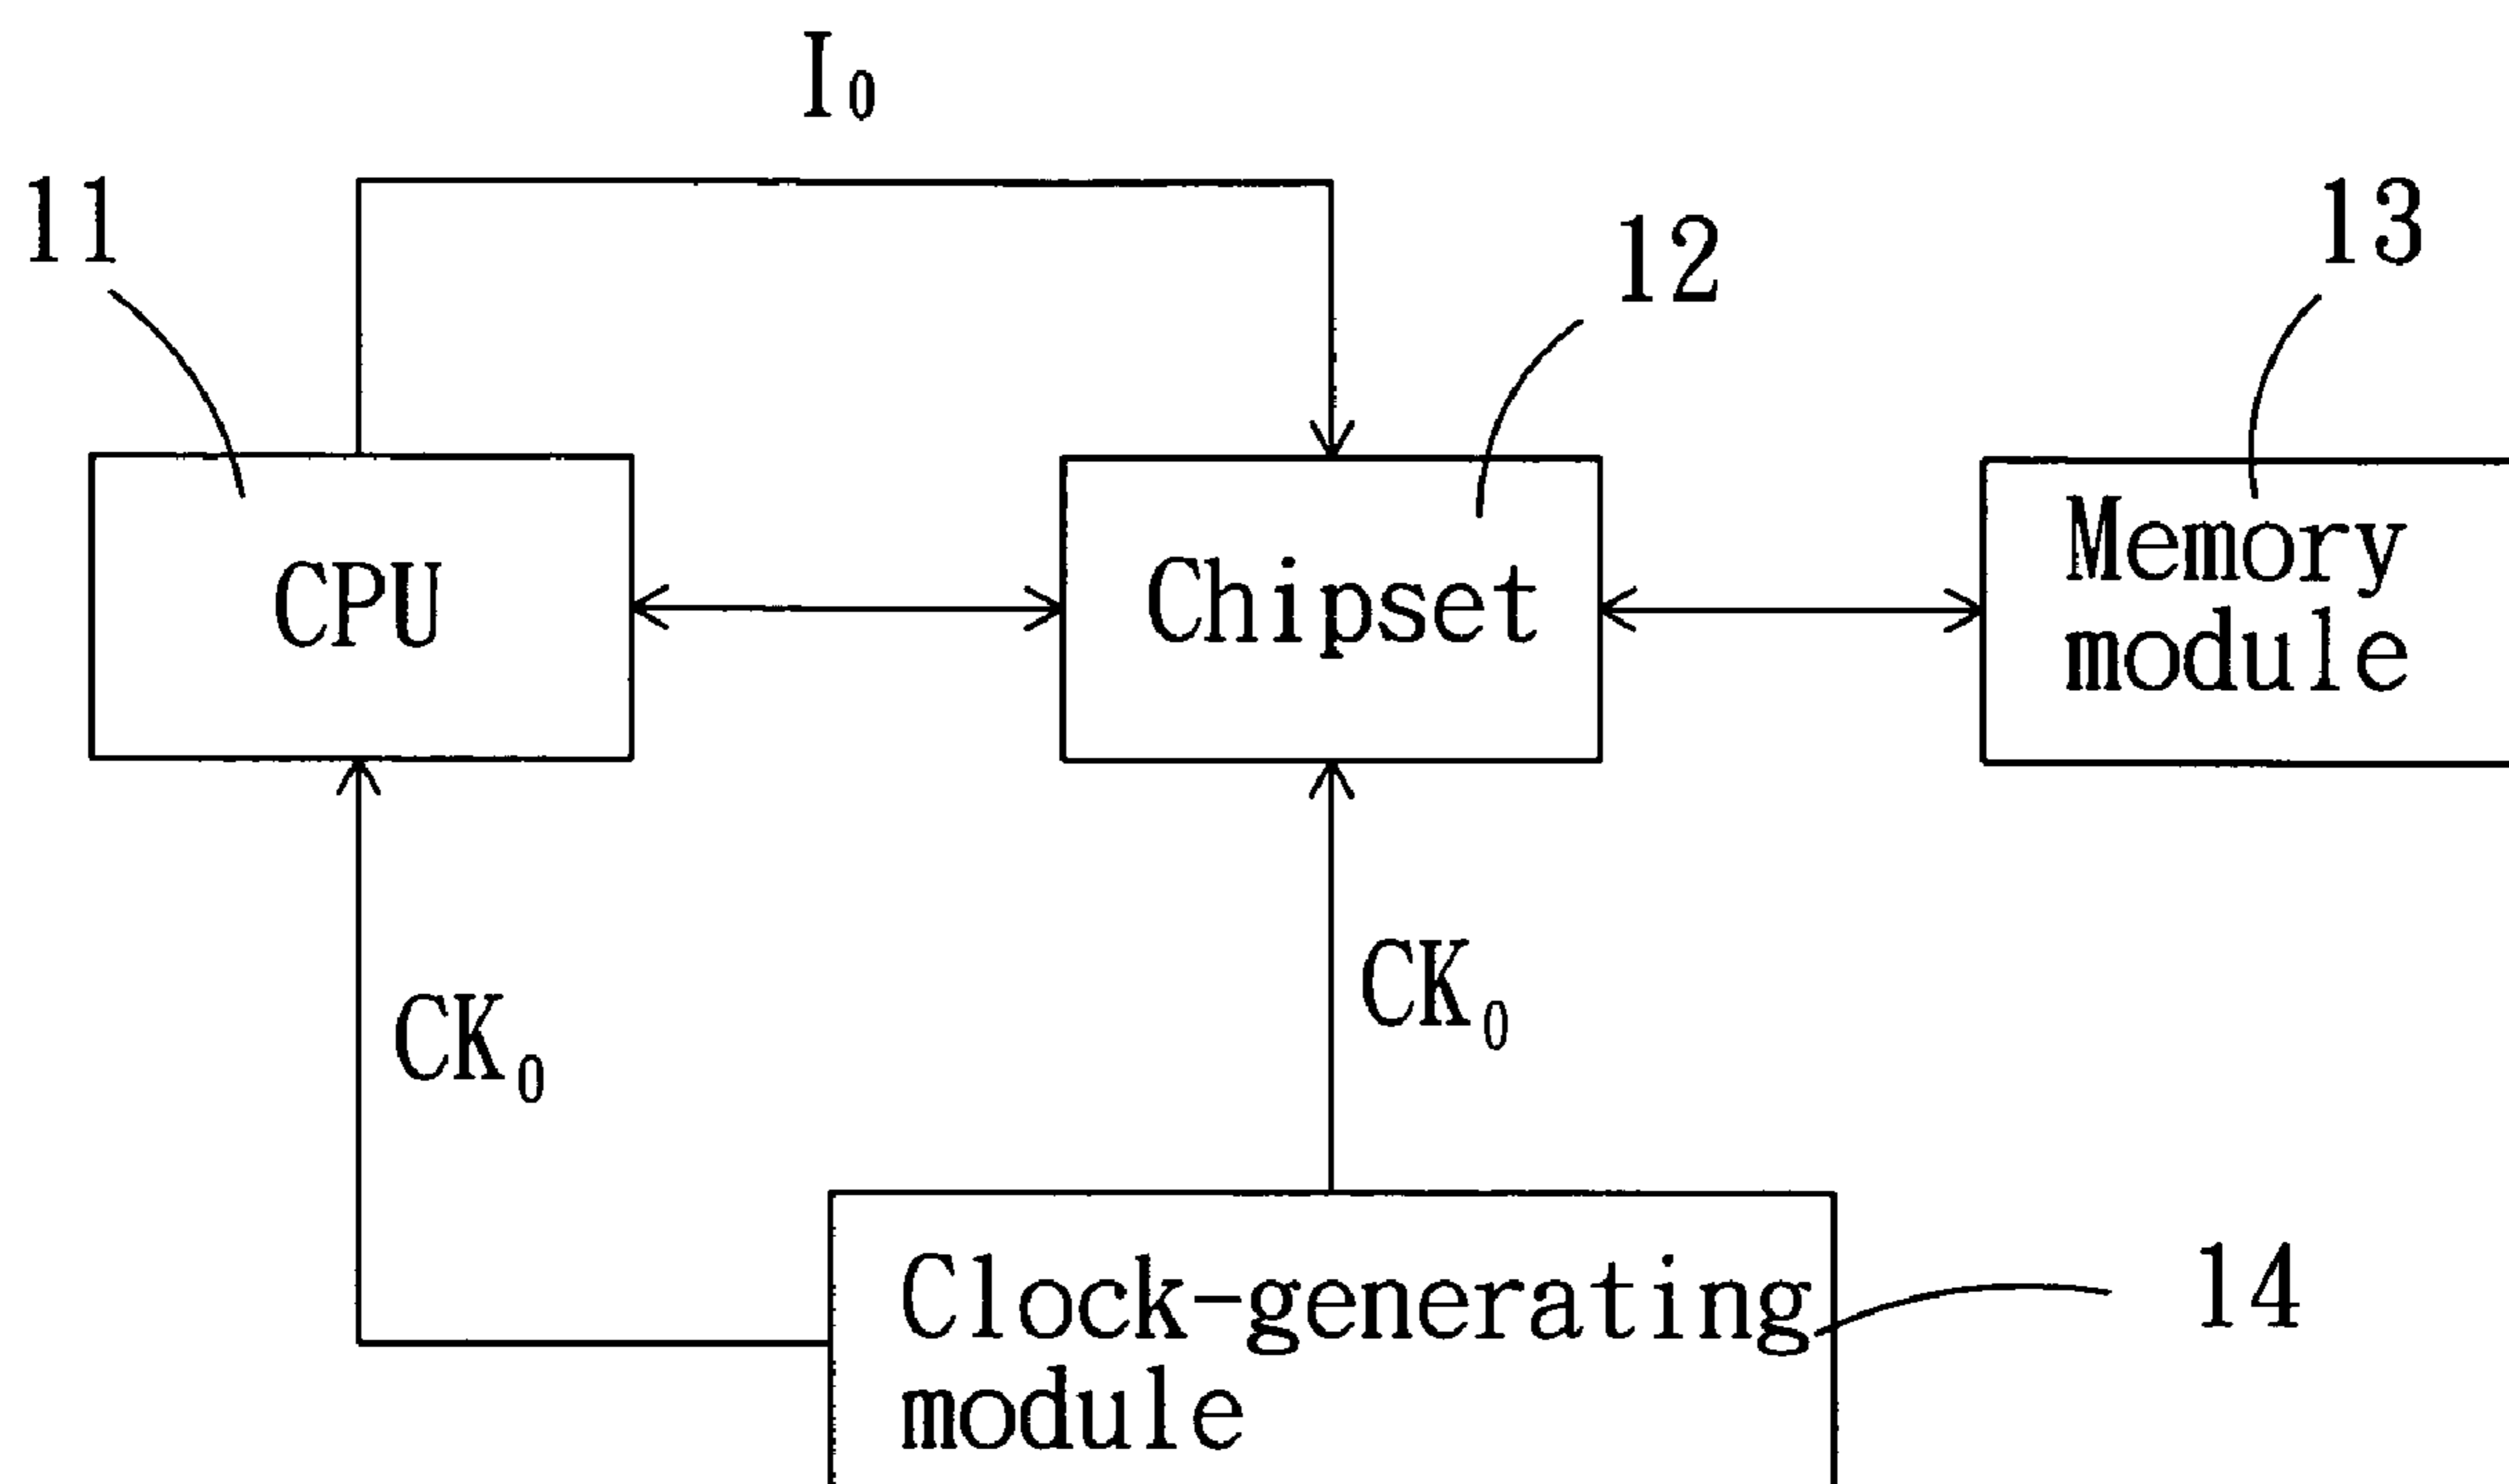 I₀
11
12
13
CPU
Chipset
Memory
module
CK₀
CK₀
Clock-generating
module
14